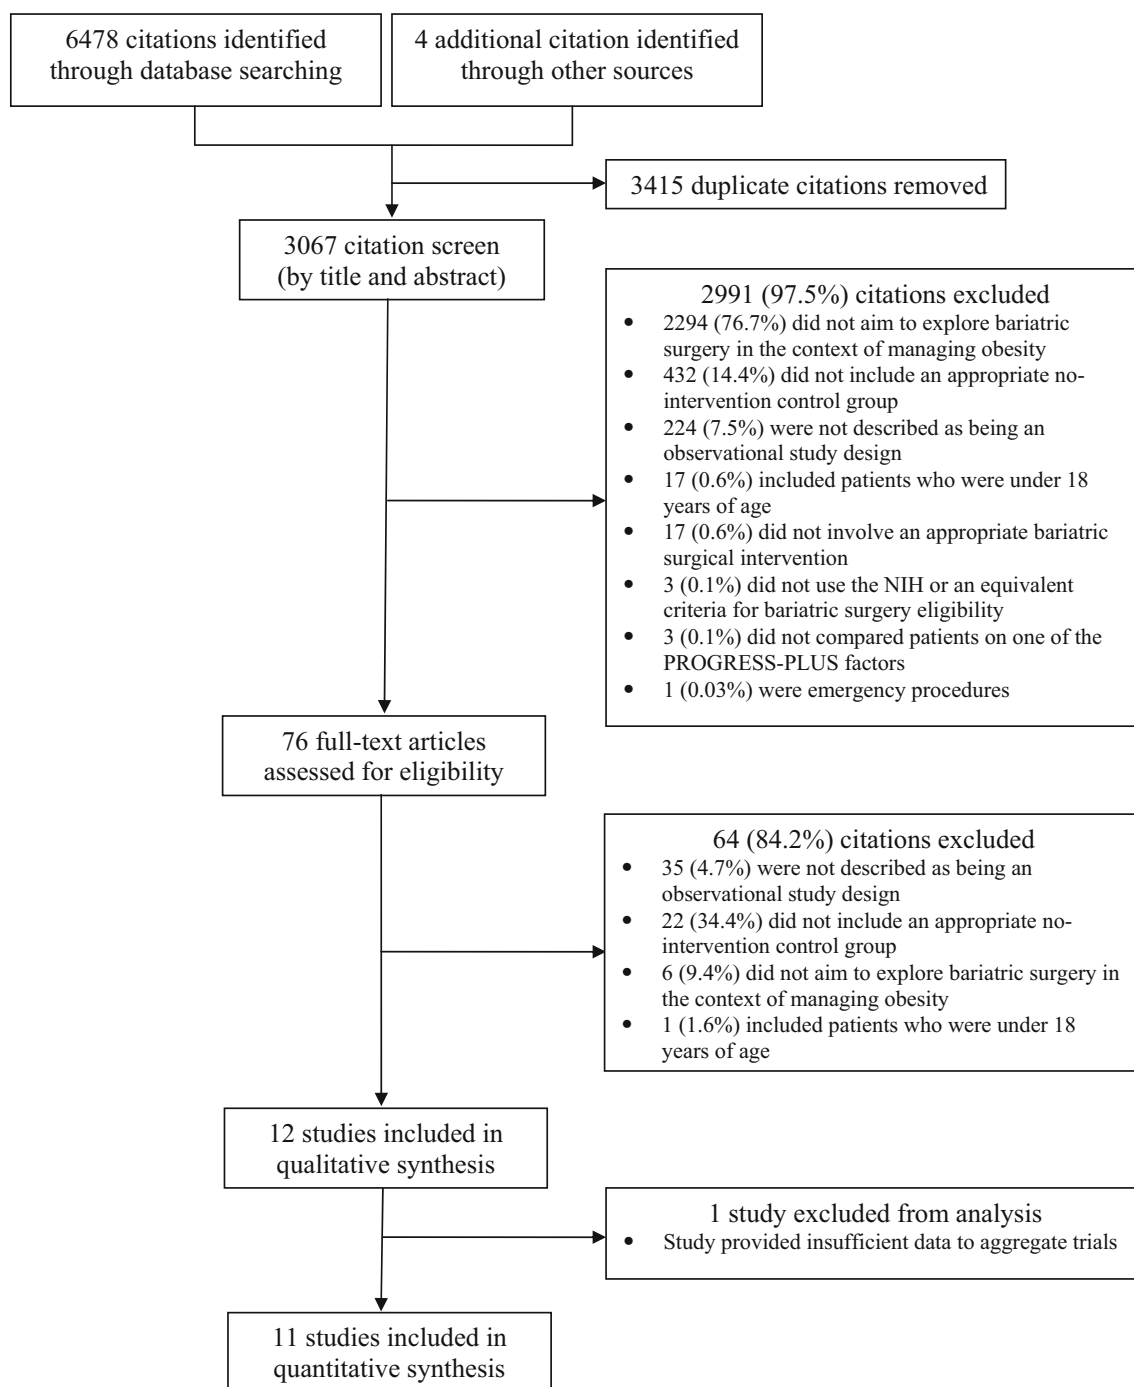 6478 citations identified
through database searching
4 additional citation identified
through other sources
3415 duplicate citations removed
3067 citation screen
(by title and abstract)
2991 (97.5%) citations excluded
• 2294 (76.7%) did not aim to explore bariatric
surgery in the context of managing obesity
• 432 (14.4%) did not include an appropriate no-
intervention control group
• 224 (7.5%) were not described as being an
observational study design
• 17 (0.6%) included patients who were under 18
years of age
• 17 (0.6%) did not involve an appropriate bariatric
surgical intervention
• 3 (0.1%) did not use the NIH or an equivalent
criteria for bariatric surgery eligibility
• 3 (0.1%) did not compared patients on one of the
PROGRESS-PLUS factors
• 1 (0.03%) were emergency procedures
76 full-text articles
assessed for eligibility
64 (84.2%) citations excluded
• 35 (4.7%) were not described as being an
observational study design
• 22 (34.4%) did not include an appropriate no-
intervention control group
• 6 (9.4%) did not aim to explore bariatric surgery in
the context of managing obesity
• 1 (1.6%) included patients who were under 18
years of age
12 studies included in
qualitative synthesis
1 study excluded from analysis
• Study provided insufficient data to aggregate trials
11 studies included in
quantitative synthesis